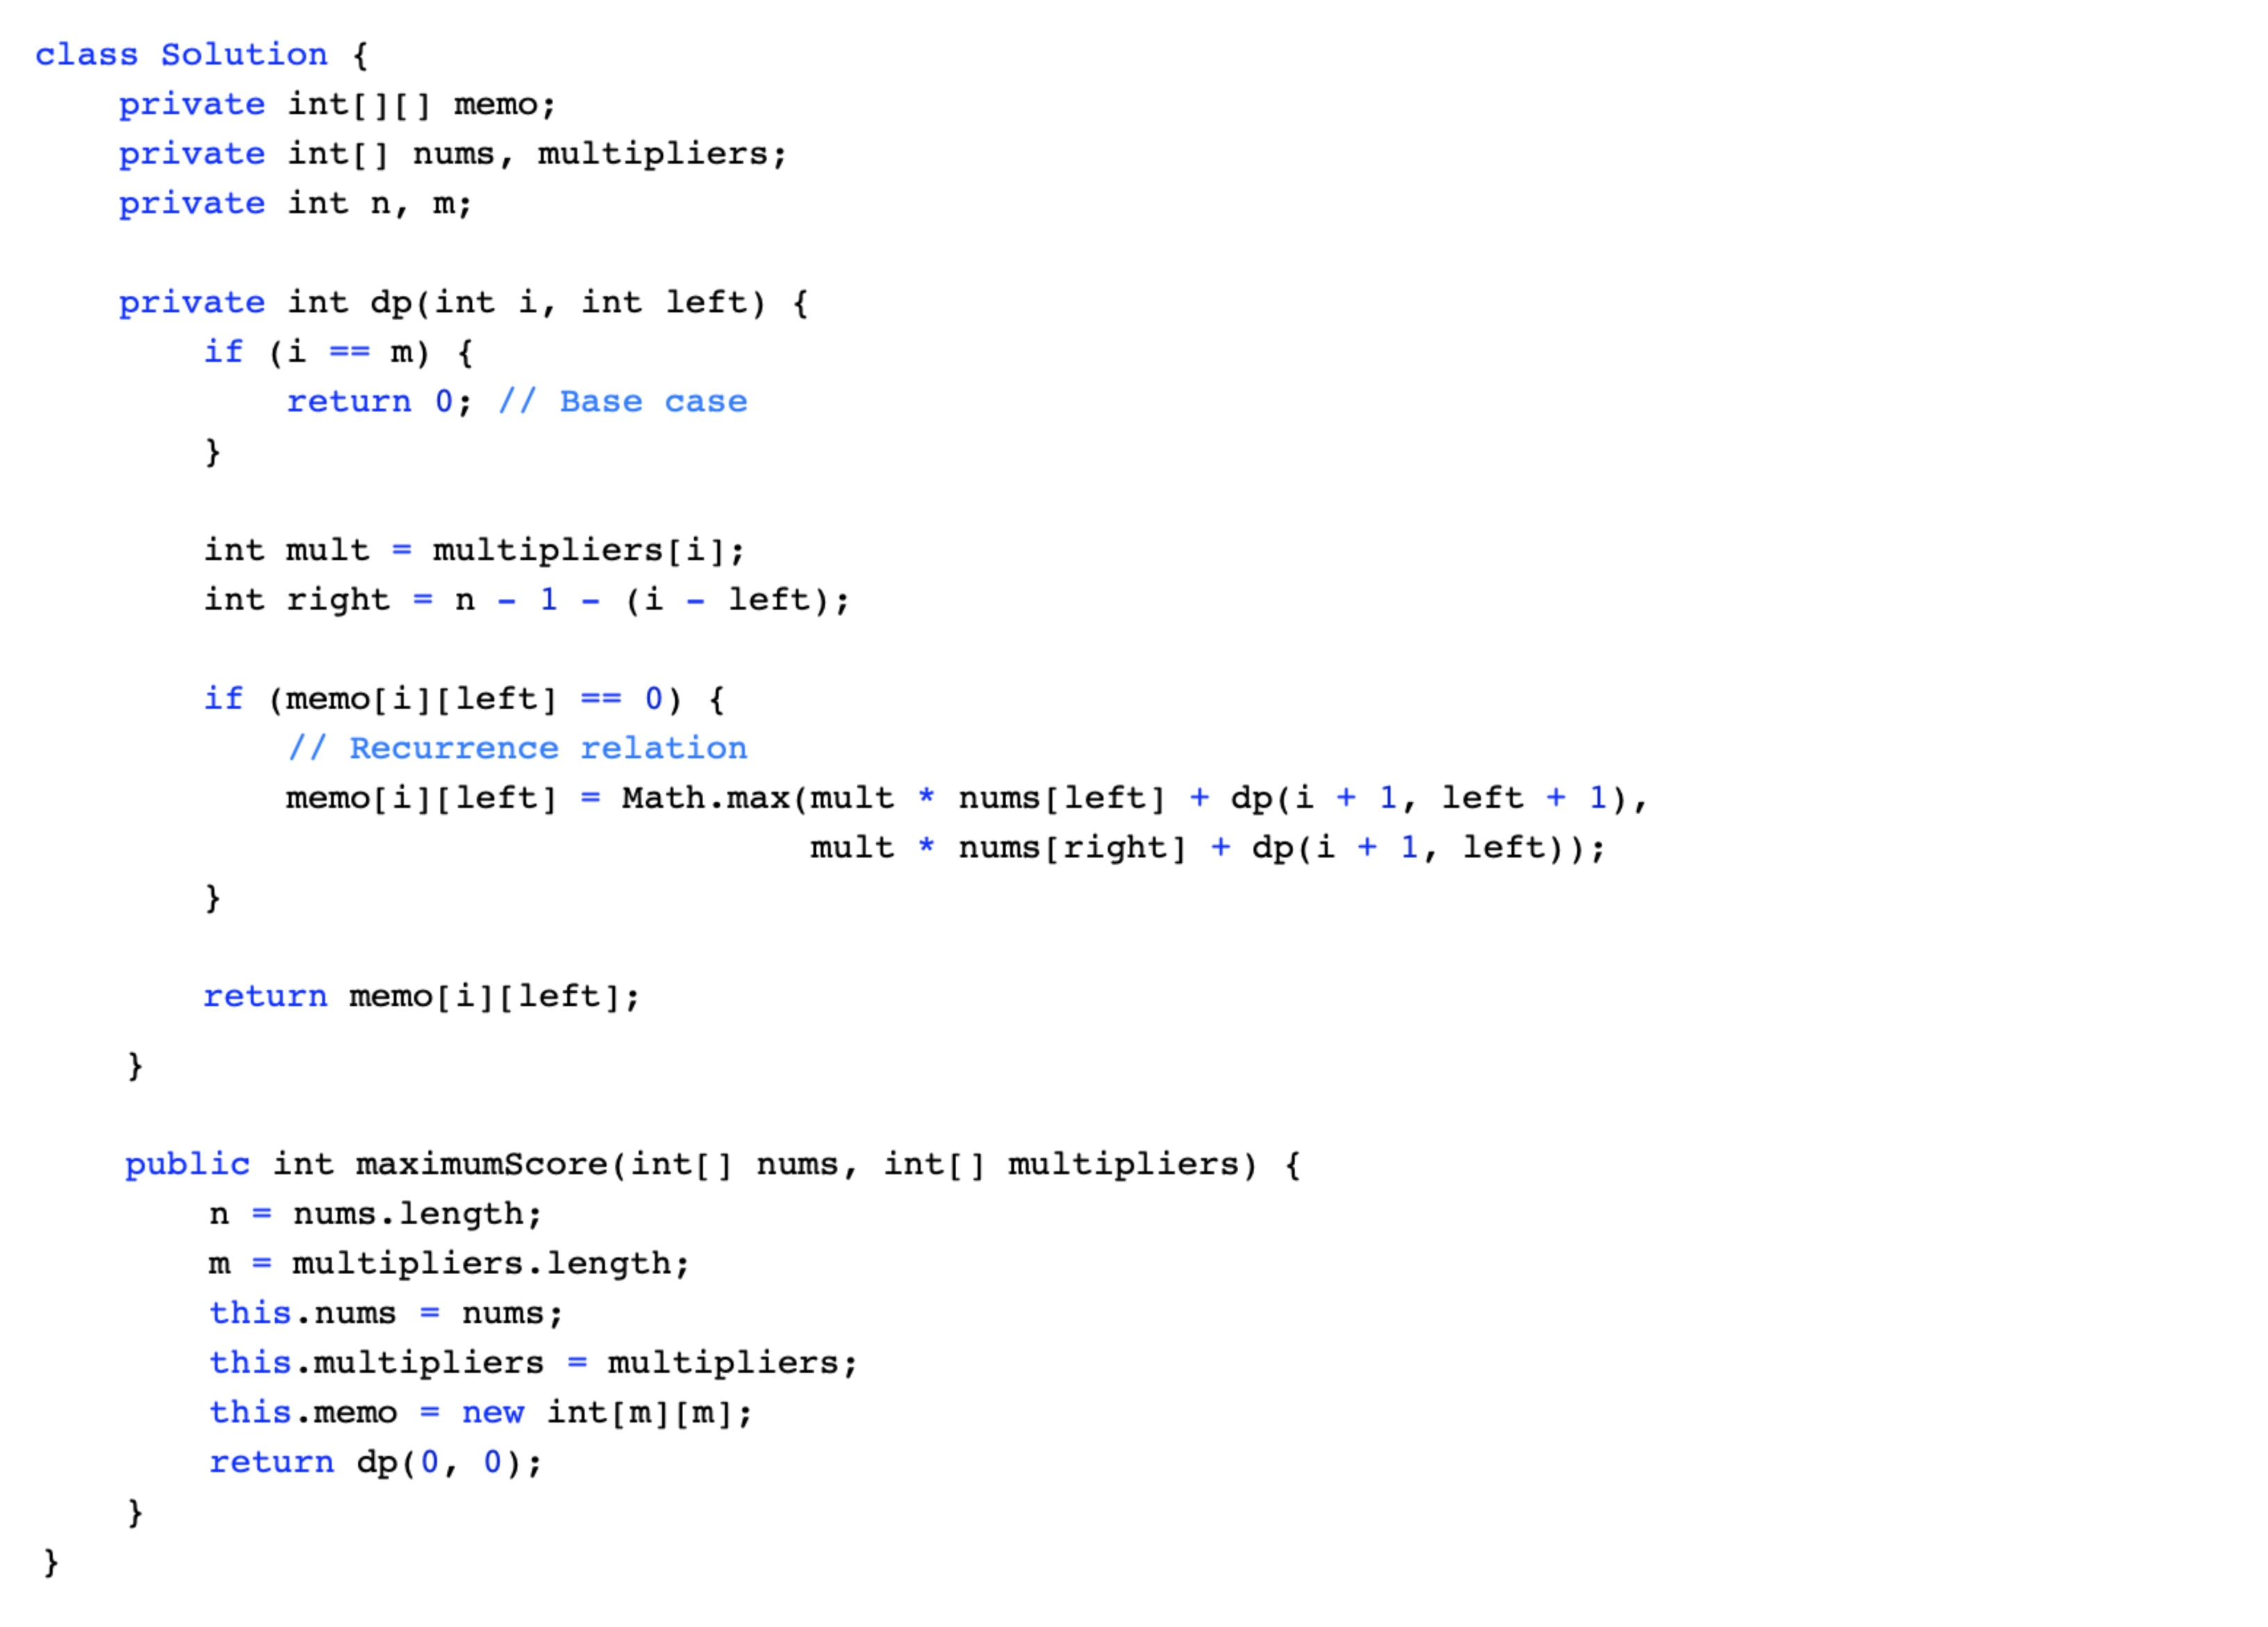 class Solution {
    private int[][] memo;
    private int[] nums, multipliers;
    private int n, m;

    private int dp(int i, int left) {
        if (i == m) {
            return 0; // Base case
        }

        int mult = multipliers[i];
        int right = n - 1 - (i - left);

        if (memo[i][left] == 0) {
            // Recurrence relation
            memo[i][left] = Math.max(mult * nums[left] + dp(i + 1, left + 1),
                                     mult * nums[right] + dp(i + 1, left));
        }

        return memo[i][left];
    }

    public int maximumScore(int[] nums, int[] multipliers) {
        n = nums.length;
        m = multipliers.length;
        this.nums = nums;
        this.multipliers = multipliers;
        this.memo = new int[m][m];
        return dp(0, 0);
    }
}